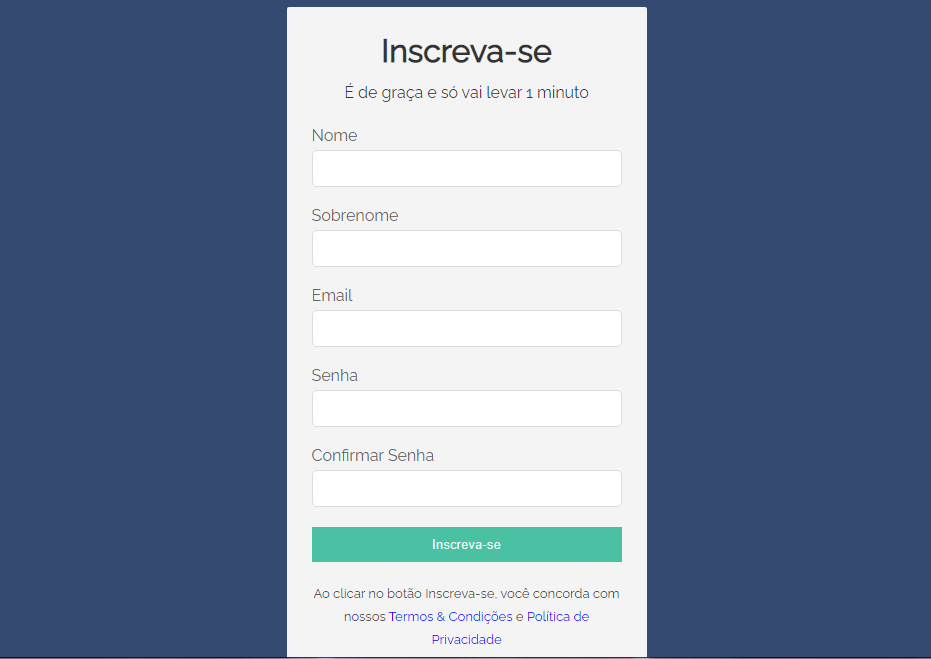 Inscreva-se
É de graça e só vai levar 1 minuto
Nome
Sobrenome
Email
Senha
Confirmar Senha
Inscreva-se
Ao clicar no botão Inscreva-se, você concorda com
nossos Termos & Condições e Política de
Privacidade